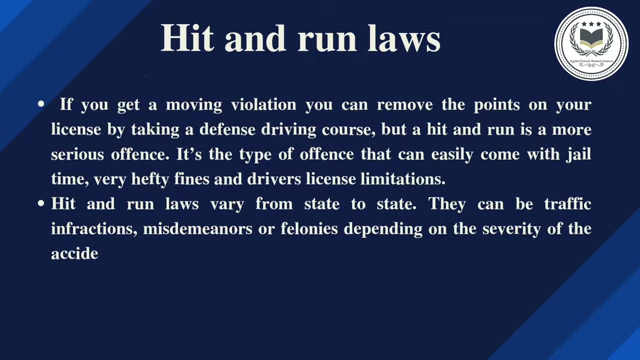 Hit and run laws
• If you get a moving violation you can remove the points on your
license by taking a defense driving course, but a hit and run is a more
serious offence. It's the type of offence that can easily come with jail
time, very hefty fines and drivers license limitations.
• Hit and run laws vary from state to state. They can be traffic
infractions, misdemeanors or felonies depending on the severity of the
accide